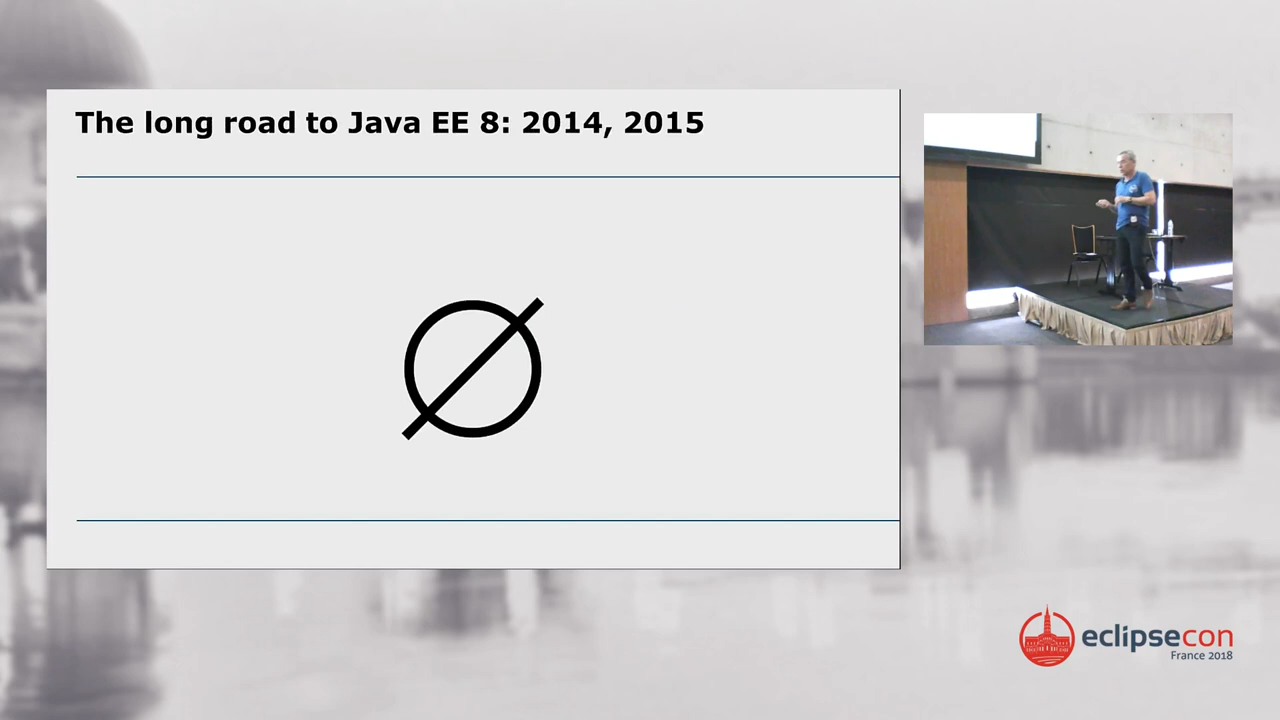 The long road to Java EE 8: 2014, 2015
∅
eclipsecon
France 2018